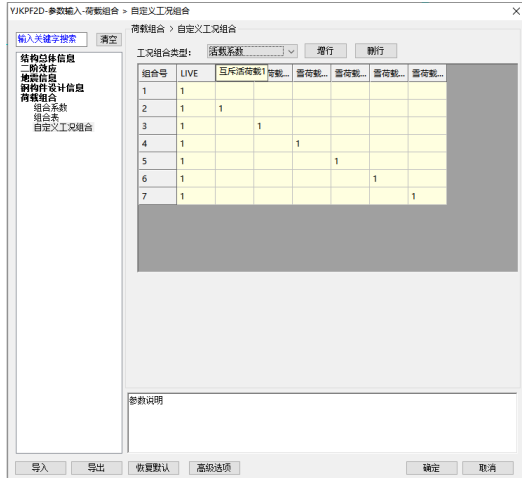 YJKPF2D-参数输入-荷载组合 > 自定义工况组合
输入关键字搜索 清空
结构总体信息
二阶效应
地震信息
钢构件设计信息
荷载组合
组合系数
组合表
自定义工况组合
荷载组合 > 自定义工况组合
工况组合类型: 活载系数 增行 删行
组合号 LIVE 互斥活荷载1 荷载... 雪荷载... 雪荷载... 雪荷载...
1 1
2 1 1
3 1 1
4 1 1
5 1 1
6 1 1
7 1 1
参数说明
导入 导出 恢复默认 高级选项 确定 取消